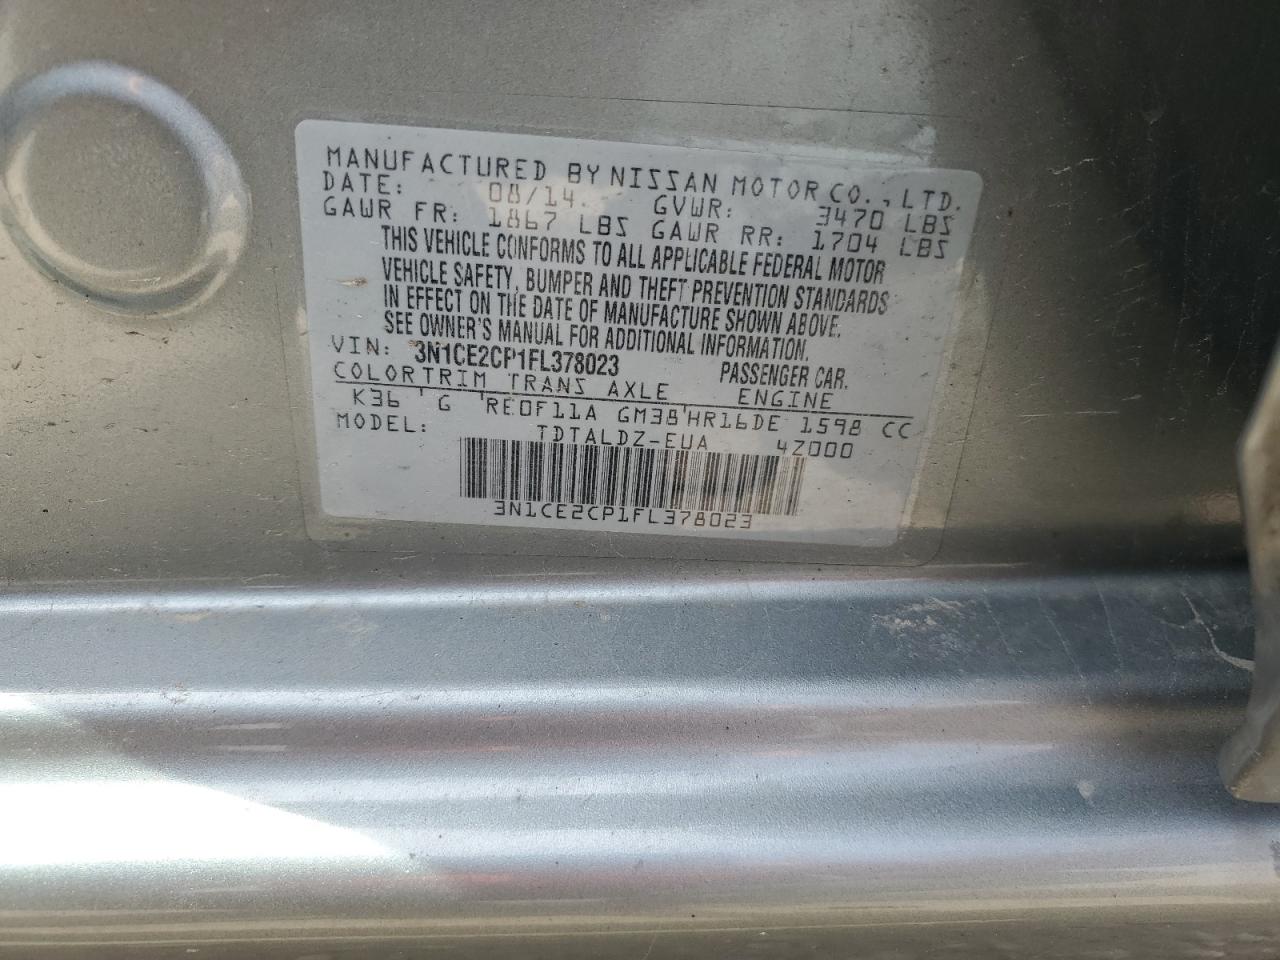 MANUFACTURED BY NISSAN MOTOR CO., LTD.
DATE: 08/14. GVWR: 3470 LBS
GAWR FR: 1867 LBS GAWR RR: 1704 LBS
THIS VEHICLE CONFORMS TO ALL APPLICABLE FEDERAL MOTOR
VEHICLE SAFETY, BUMPER AND THEFT PREVENTION STANDARDS
IN EFFECT ON THE DATE OF MANUFACTURE SHOWN ABOVE.
SEE OWNER'S MANUAL FOR ADDITIONAL INFORMATION.
VIN: 3N1CE2CP1FL378023 PASSENGER CAR.
COLOR TRIM TRANS AXLE ENGINE
K36 G RE0F11A GM38 HR16DE 1598 CC
MODEL: TDTALDZ-EUA 4Z000
3N1CE2CP1FL378023